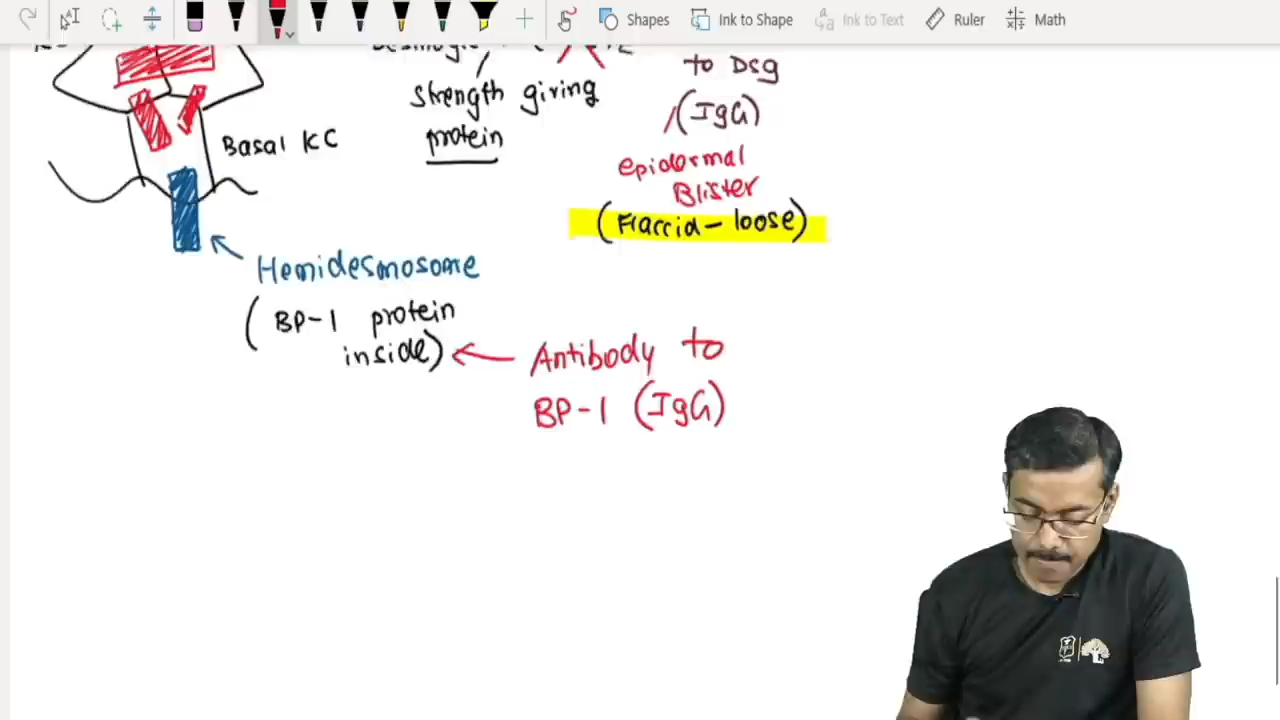 Shapes
Ink to Shape
Ink to Text
Ruler
Math
to Dsg
(IgG)
Strength giving
protein
Basal KC
epidermal
Blister
(Flaccid - loose)
Hemidesmosome
(BP-1 protein
inside)
Antibody to
BP-1 (IgG)